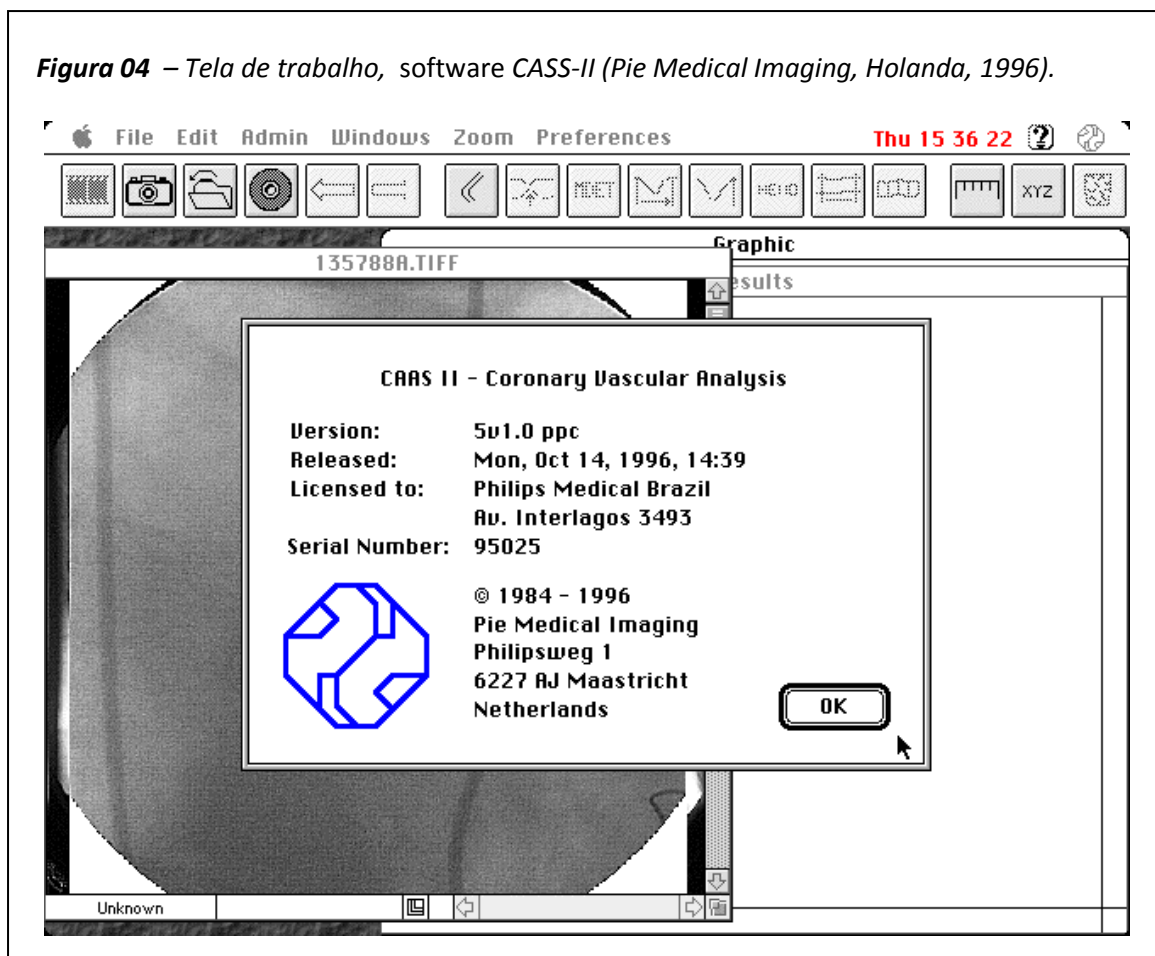 Figura 04 – Tela de trabalho, software CASS-II (Pie Medical Imaging, Holanda, 1996).
File Edit Admin Windows Zoom Preferences Thu 15 36 22
XYZ
Graphic
135788A.TIFF
esults
CAAS II - Coronary Vascular Analysis
Version: 5v1.0 ppc
Released: Mon, Oct 14, 1996, 14:39
Licensed to: Philips Medical Brazil
Av. Interlagos 3493
Serial Number: 95025
© 1984 - 1996
Pie Medical Imaging
Philipsweg 1
6227 AJ Maastricht
Netherlands
OK
Unknown